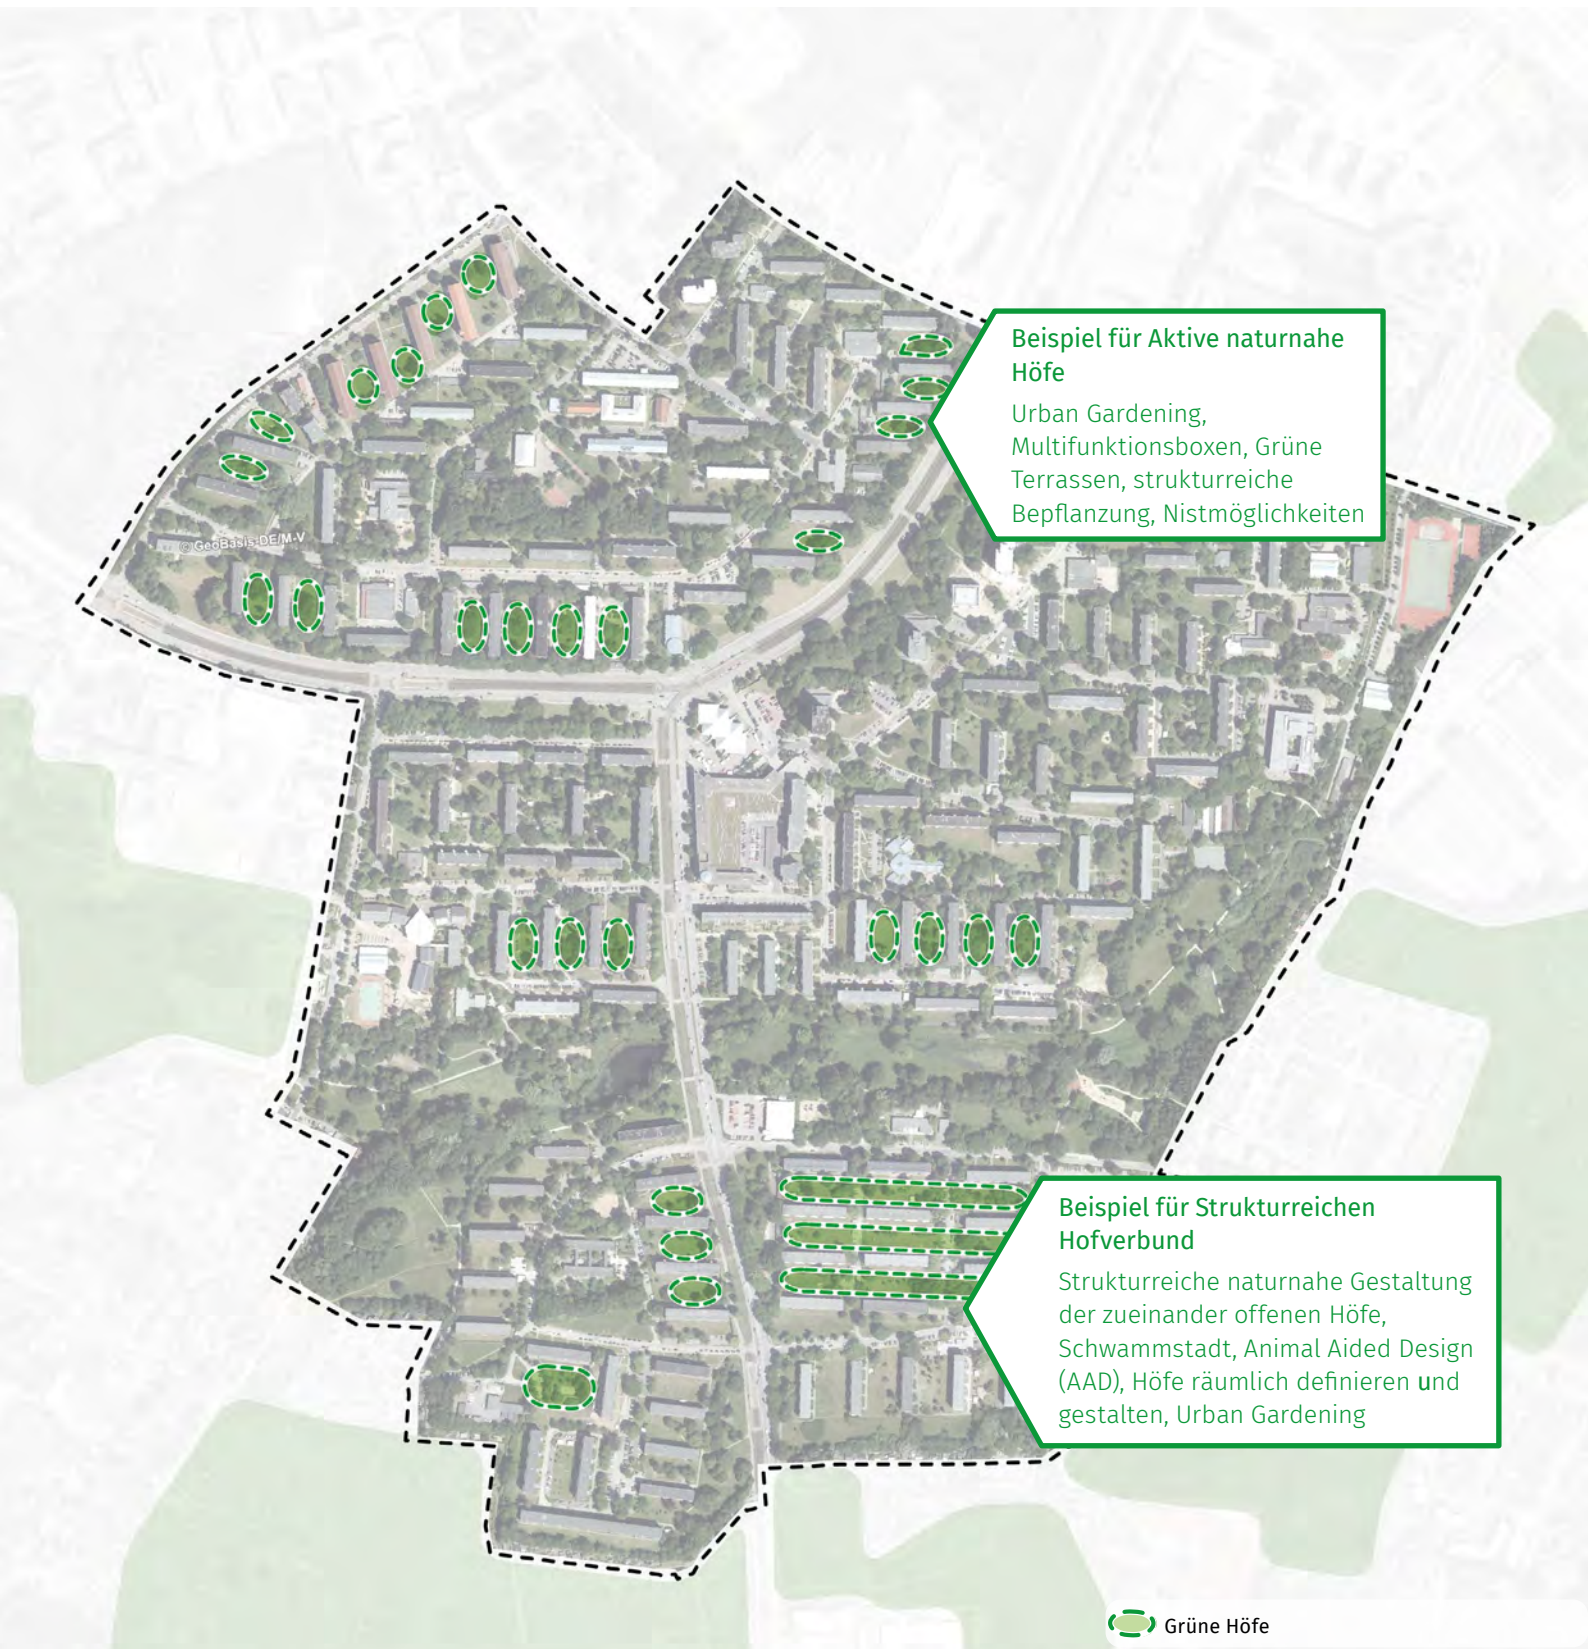 Beispiel für Aktive naturnahe
Höfe
Urban Gardening,
Multifunktionsboxen, Grüne
Terrassen, strukturreiche
Bepflanzung, Nistmöglichkeiten
© GeoBasis-DE/M-V
Beispiel für Strukturreichen
Hofverbund
Strukturreiche naturnahe Gestaltung
der zueinander offenen Höfe,
Schwammstadt, Animal Aided Design
(AAD), Höfe räumlich definieren und
gestalten, Urban Gardening
Grüne Höfe